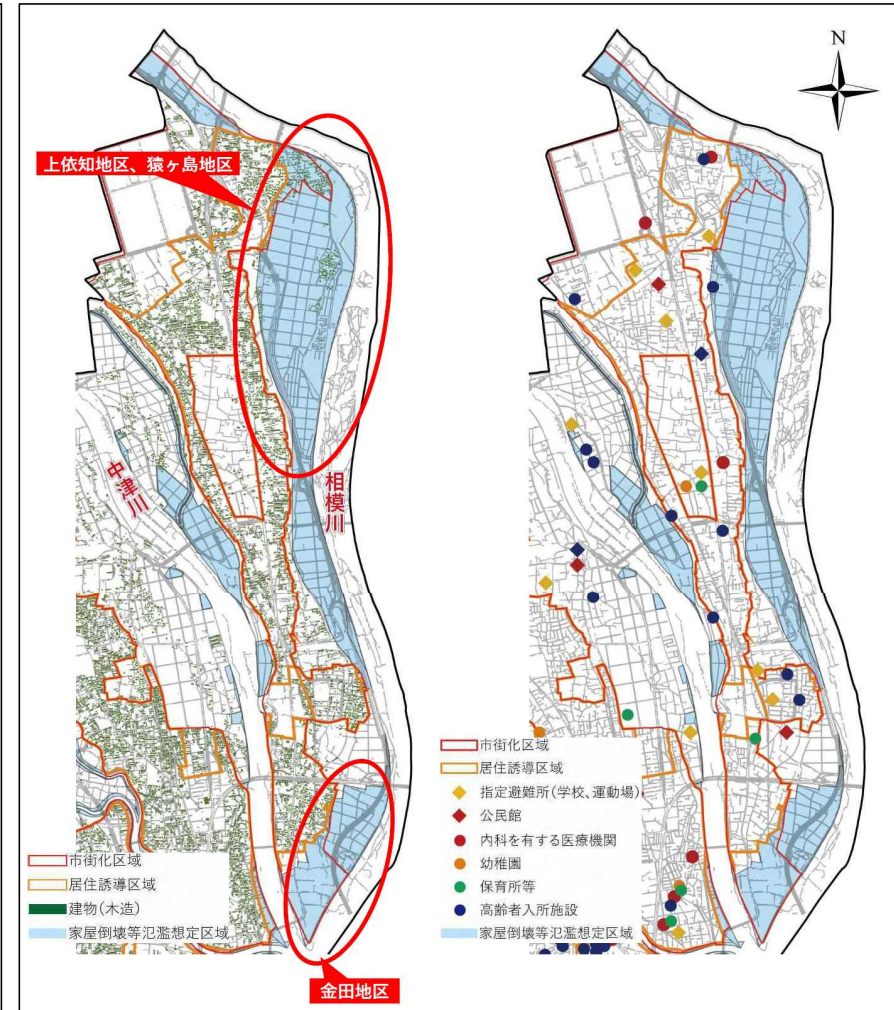 N
上依知地区、猿ヶ島地区
中津川
相模川
市街化区域
居住誘導区域
建物(木造)
家屋倒壊等氾濫想定区域
金田地区
市街化区域
居住誘導区域
指定避難所(学校、運動場)
公民館
内科を有する医療機関
幼稚園
保育所等
高齢者入所施設
家屋倒壊等氾濫想定区域